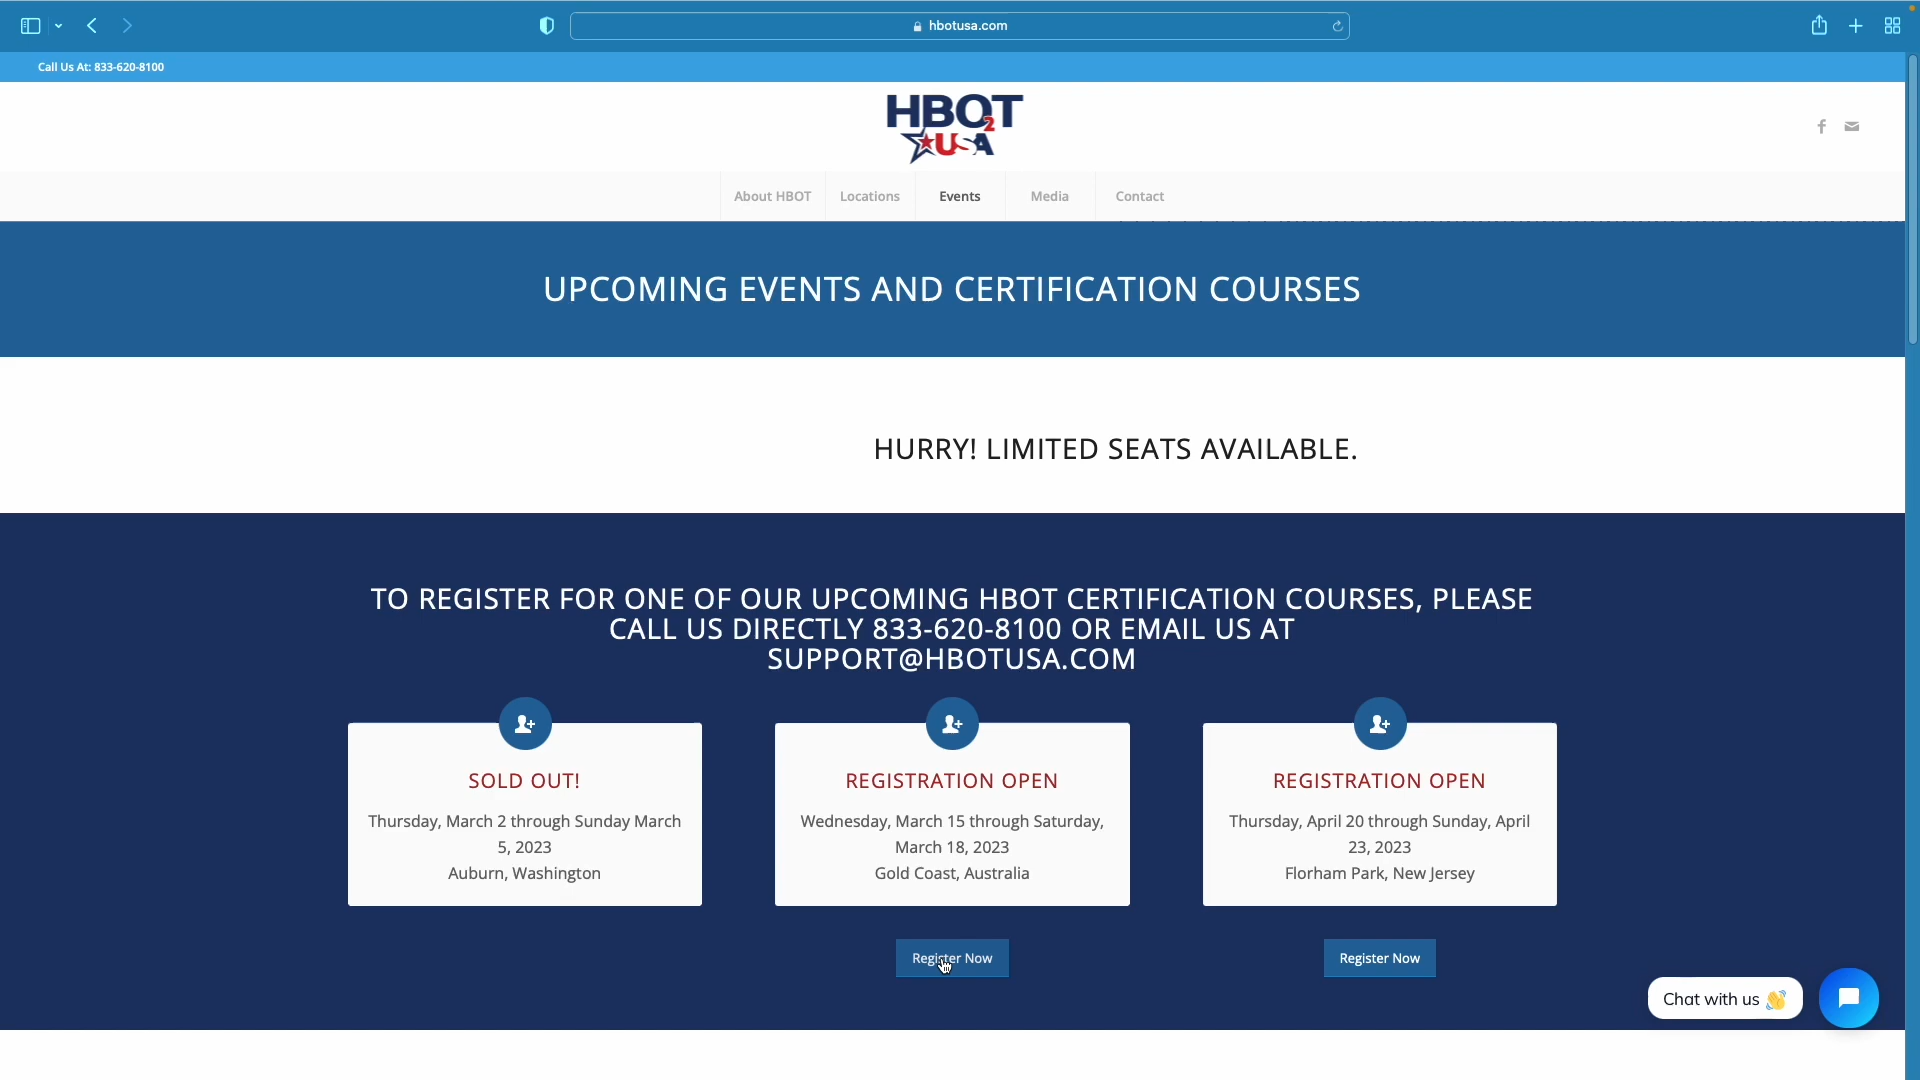 hbotusa.com
Call Us At: 833-620-8100
HBOT
2
USA
About HBOT
Locations
Events
Media
Contact
UPCOMING EVENTS AND CERTIFICATION COURSES
HURRY! LIMITED SEATS AVAILABLE.
TO REGISTER FOR ONE OF OUR UPCOMING HBOT CERTIFICATION COURSES, PLEASE
CALL US DIRECTLY 833-620-8100 OR EMAIL US AT
SUPPORT@HBOTUSA.COM
SOLD OUT!
Thursday, March 2 through Sunday March
5, 2023
Auburn, Washington
REGISTRATION OPEN
Wednesday, March 15 through Saturday,
March 18, 2023
Gold Coast, Australia
Register Now
REGISTRATION OPEN
Thursday, April 20 through Sunday, April
23, 2023
Florham Park, New Jersey
Register Now
Chat with us 👋